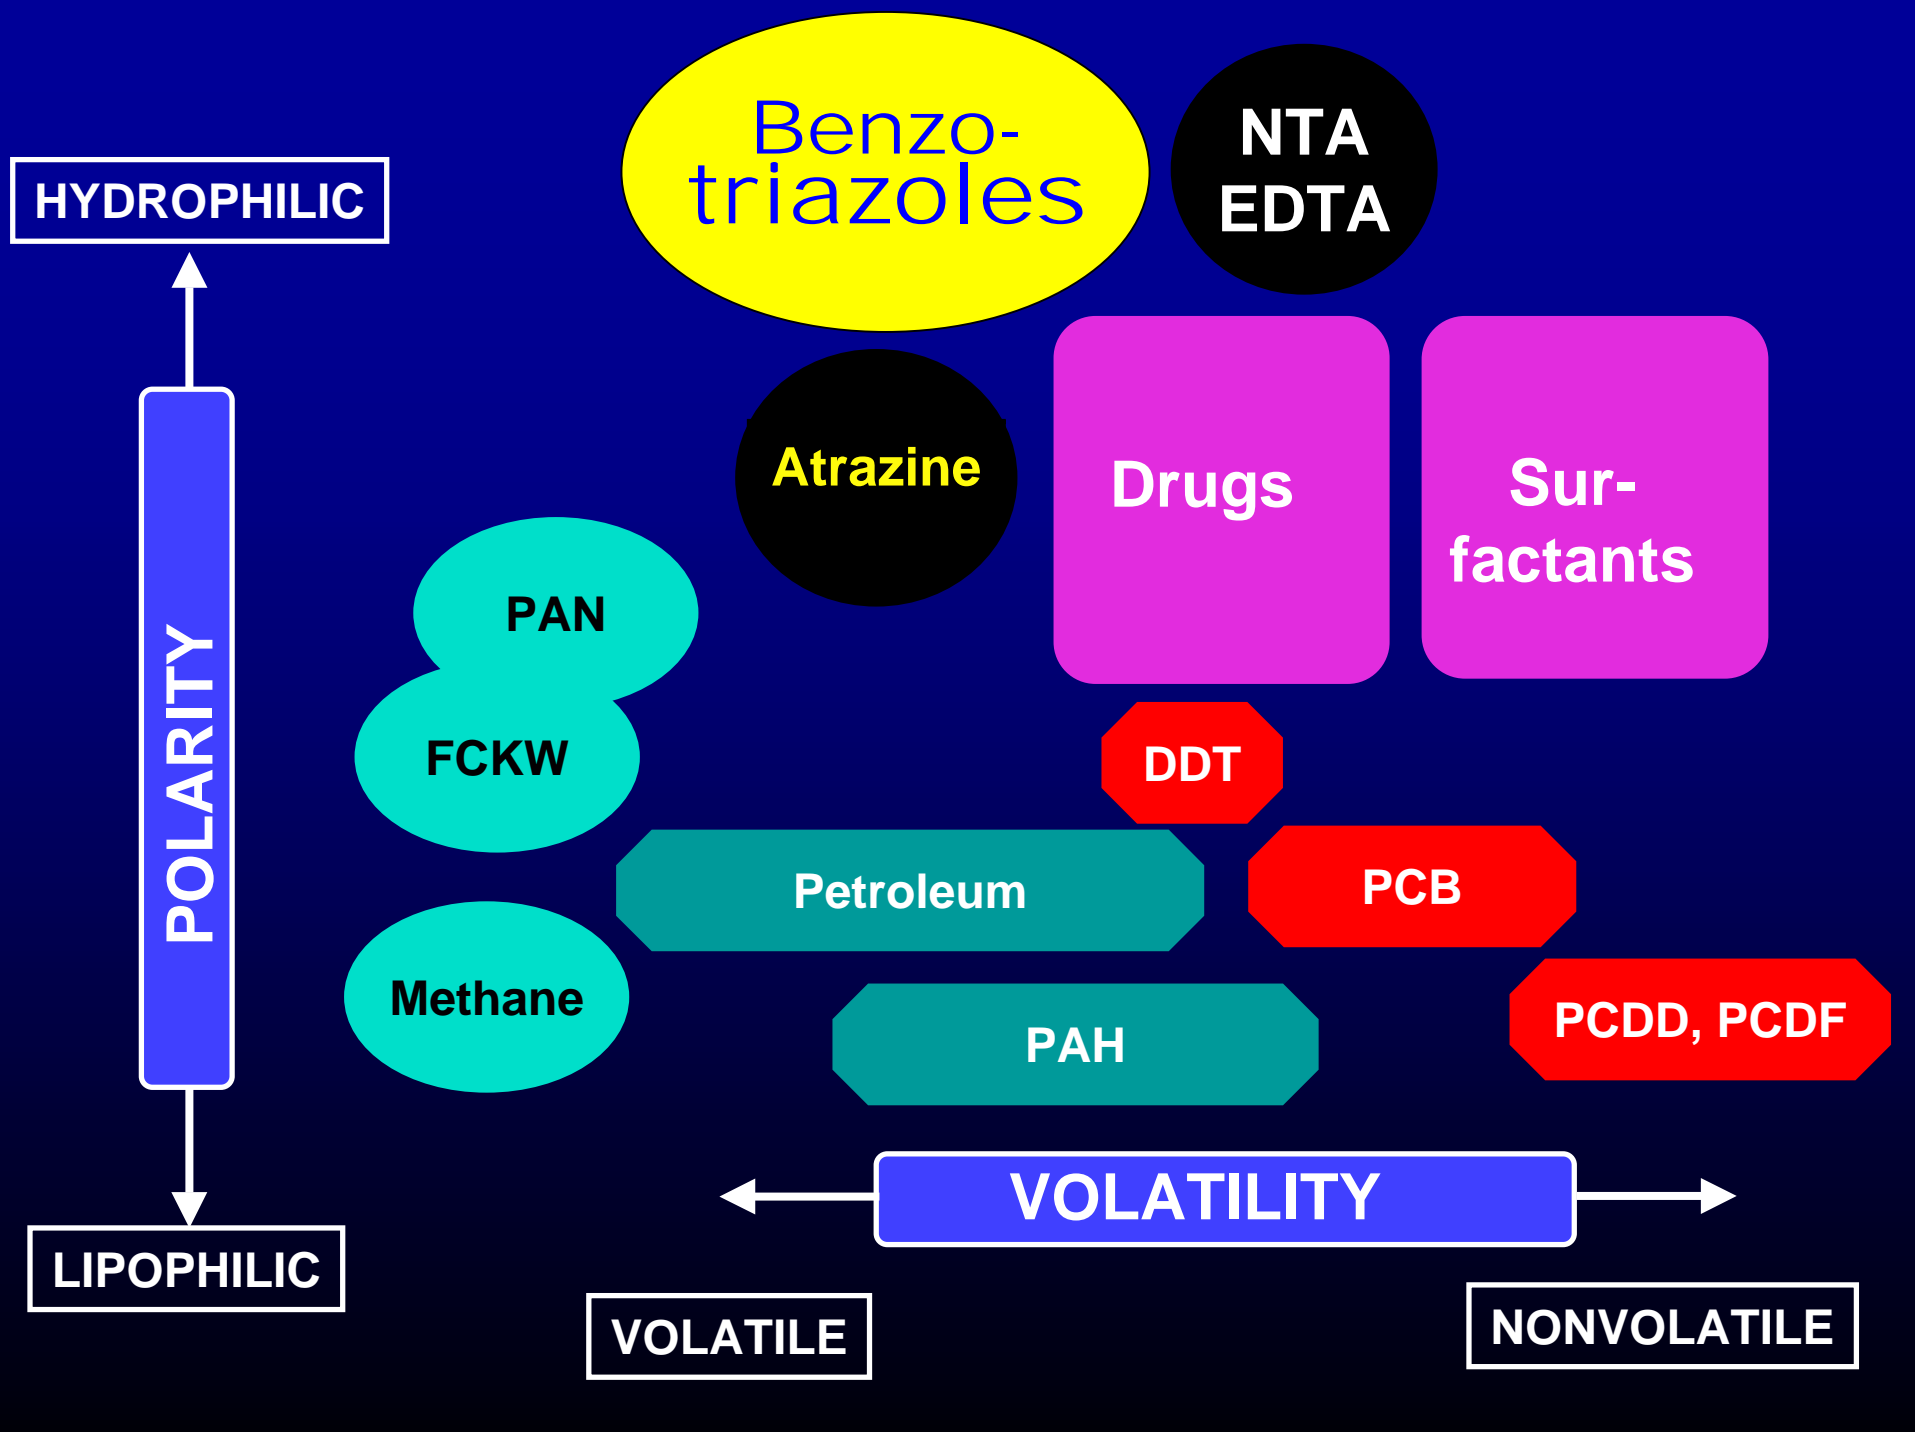 Benzo-
triazoles
NTA
EDTA
HYDROPHILIC
Atrazine
Drugs
Sur-
factants
PAN
POLARITY
FCKW
DDT
Petroleum
PCB
Methane
PAH
PCDD, PCDF
VOLATILITY
LIPOPHILIC
VOLATILE
NONVOLATILE